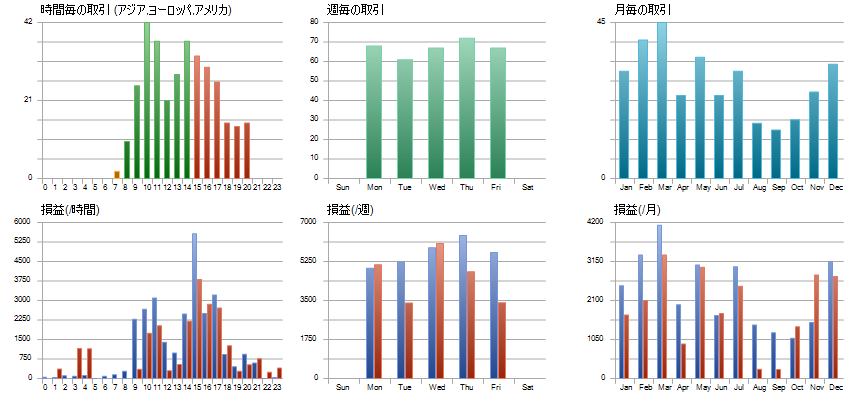 時間毎の取引 (アジア,ヨーロッパ,アメリカ)
42
21
0
0 1 2 3 4 5 6 7 8 9 10 11 12 13 14 15 16 17 18 19 20 21 22 23
週毎の取引
80
70
60
50
40
30
20
10
0
Sun Mon Tue Wed Thu Fri Sat
月毎の取引
45
0
Jan Feb Mar Apr May Jun Jul Aug Sep Oct Nov Dec
損益(/時間)
6000
5250
4500
3750
3000
2250
1500
750
0
0 1 2 3 4 5 6 7 8 9 10 11 12 13 14 15 16 17 18 19 20 21 22 23
損益(/週)
7000
5250
3500
1750
0
Sun Mon Tue Wed Thu Fri Sat
損益(/月)
4200
3150
2100
1050
0
Jan Feb Mar Apr May Jun Jul Aug Sep Oct Nov Dec